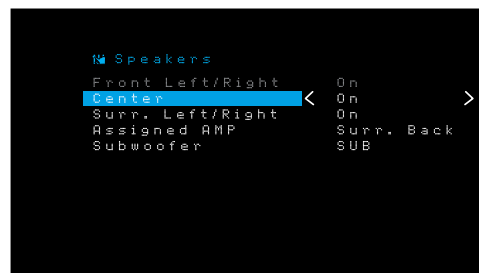 Speakers
Front Left/Right On
Center On
Surr. Left/Right On
Assigned AMP Surr. Back
Subwoofer SUB